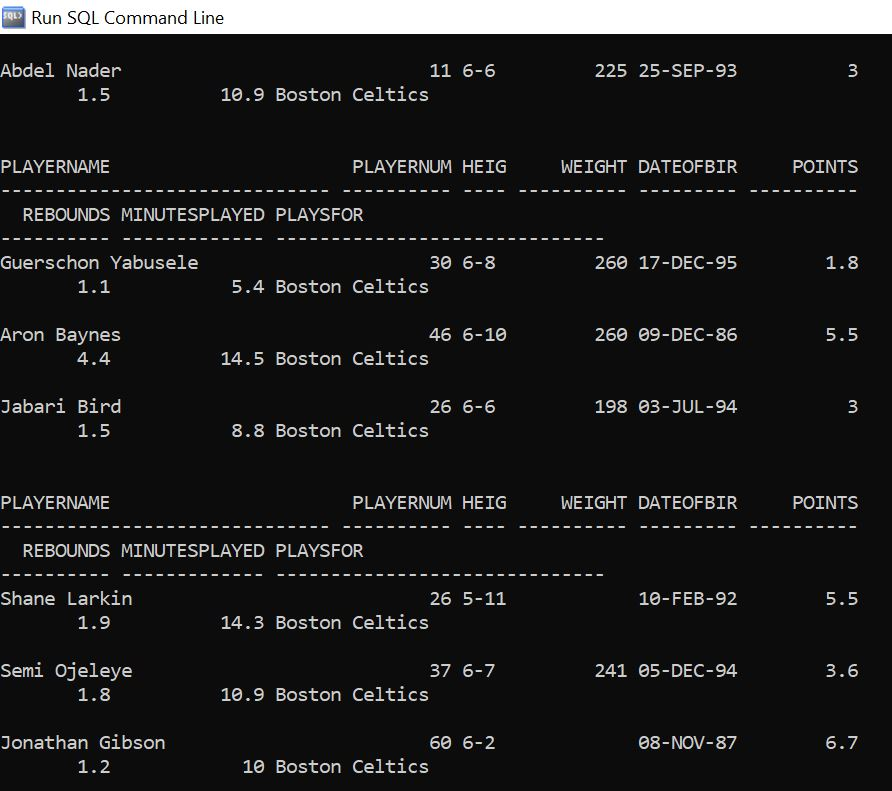 SQL> Run SQL Command Line
Abdel Nader                            11 6-6         225 25-SEP-93          3
       1.5          10.9 Boston Celtics
PLAYERNAME                      PLAYERNUM HEIG     WEIGHT DATEOFBIR     POINTS
------------------------------ ---------- ---- ---------- --------- ----------
  REBOUNDS MINUTESPLAYED PLAYSFOR
---------- ------------- ------------------------------
Guerschon Yabusele                     30 6-8         260 17-DEC-95        1.8
       1.1           5.4 Boston Celtics
Aron Baynes                            46 6-10        260 09-DEC-86        5.5
       4.4          14.5 Boston Celtics
Jabari Bird                            26 6-6         198 03-JUL-94          3
       1.5           8.8 Boston Celtics
PLAYERNAME                      PLAYERNUM HEIG     WEIGHT DATEOFBIR     POINTS
------------------------------ ---------- ---- ---------- --------- ----------
  REBOUNDS MINUTESPLAYED PLAYSFOR
---------- ------------- ------------------------------
Shane Larkin                           26 5-11            10-FEB-92        5.5
       1.9          14.3 Boston Celtics
Semi Ojeleye                           37 6-7         241 05-DEC-94        3.6
       1.8          10.9 Boston Celtics
Jonathan Gibson                        60 6-2             08-NOV-87        6.7
       1.2            10 Boston Celtics